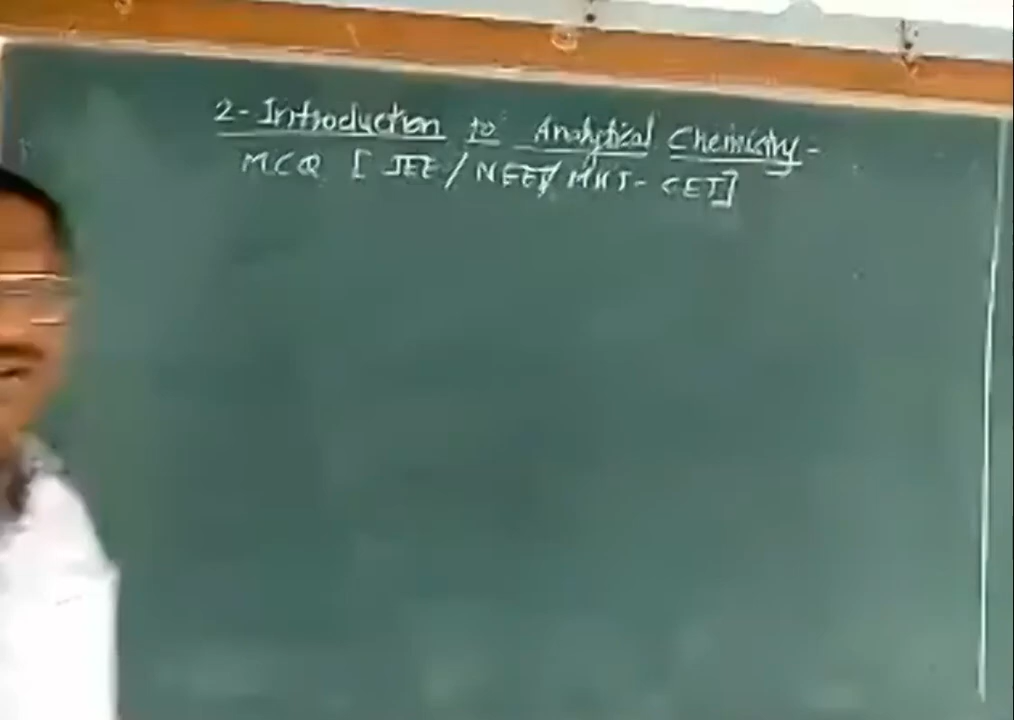 2- Introduction to Analytical Chemistry -
MCQ [ JEE / NEET / MHT- CET]